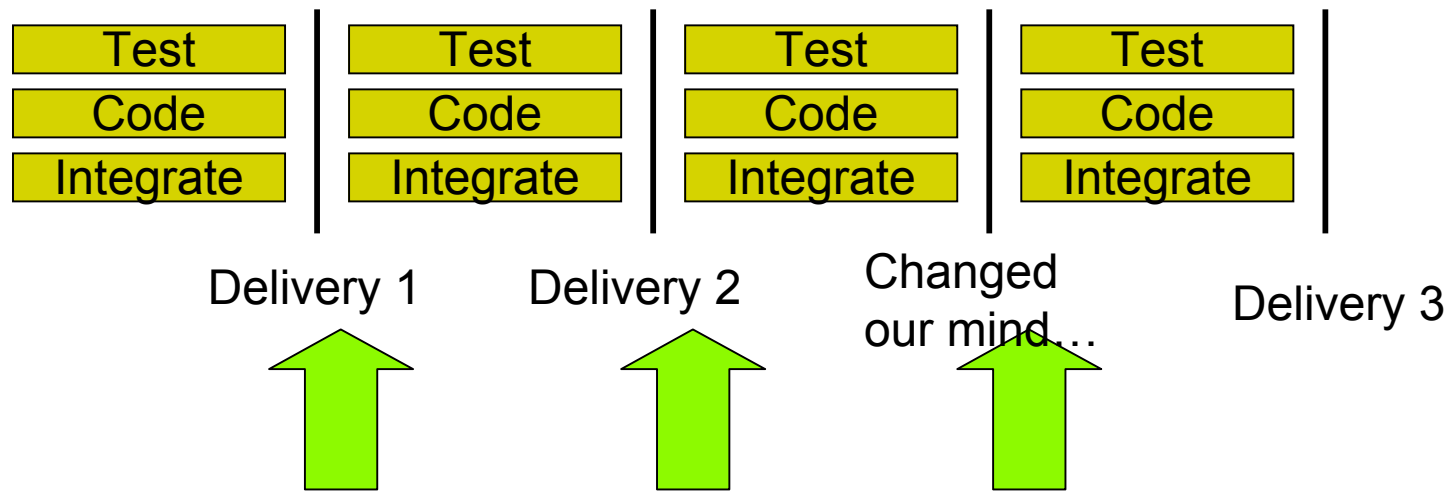 Test Test Test Test
Code Code Code Code
Integrate Integrate Integrate Integrate
Delivery 1
Delivery 2
Changed
our mind…
Delivery 3